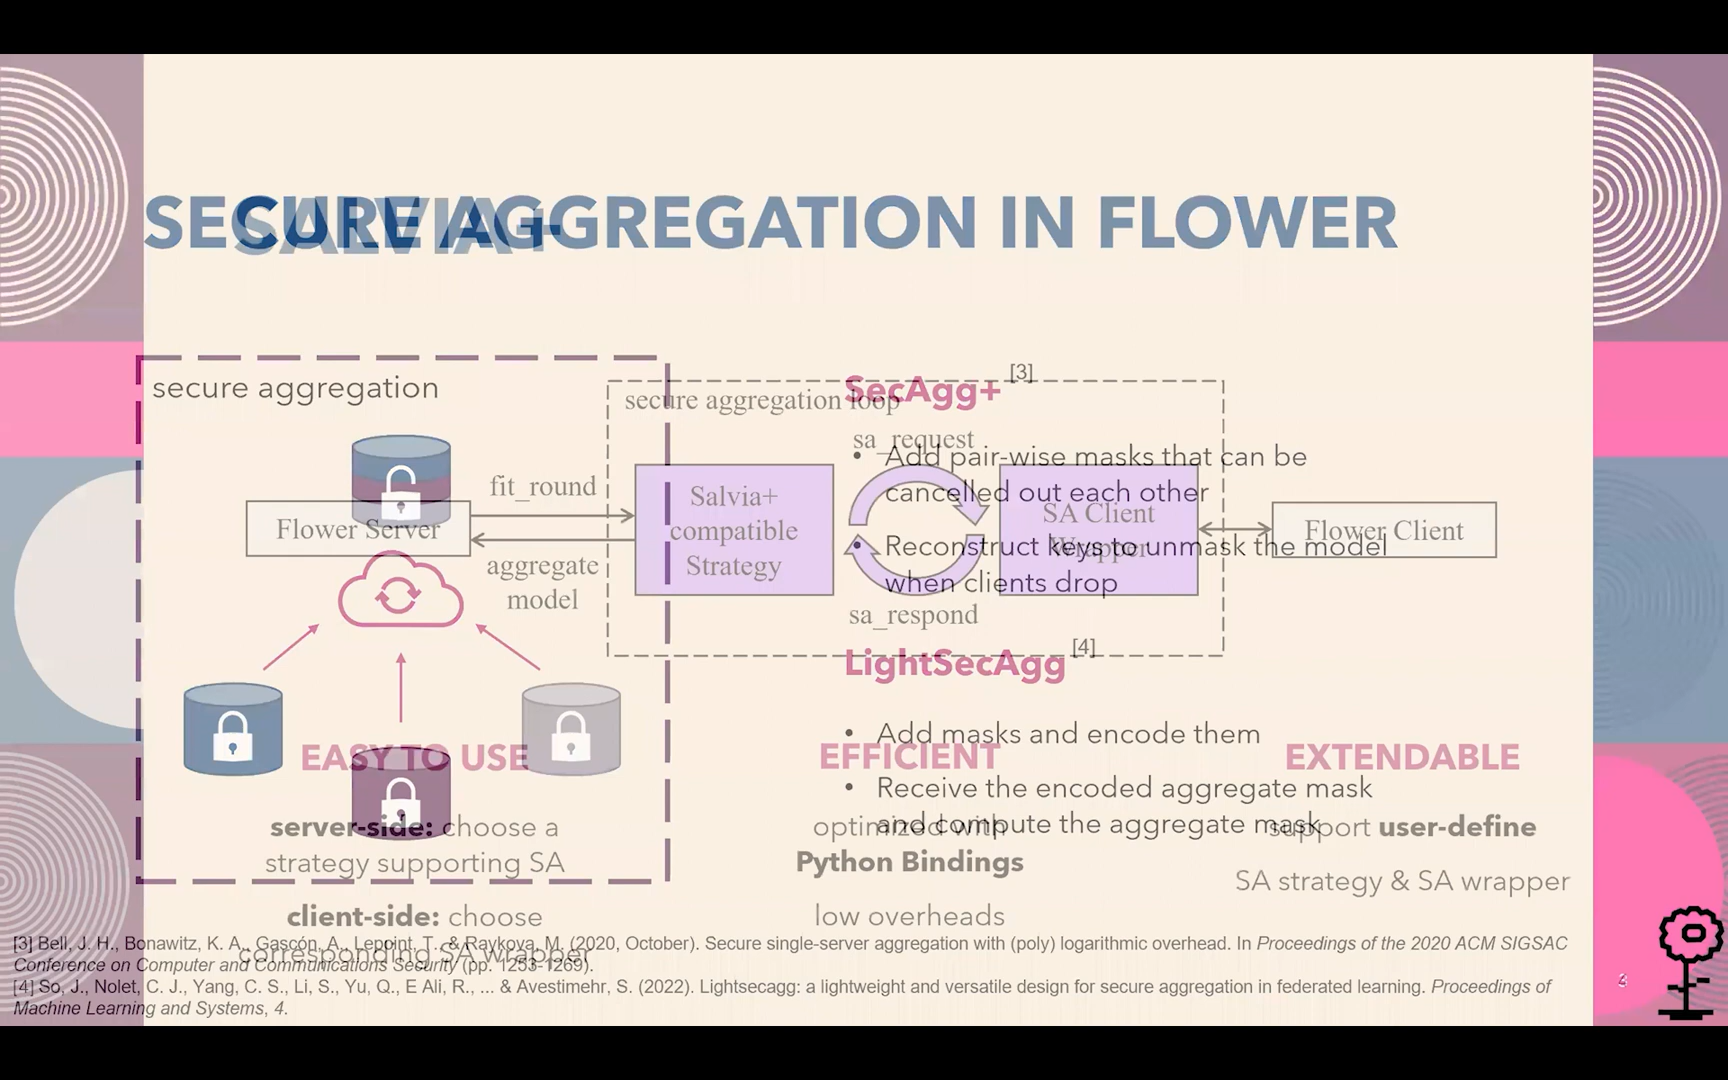 SECURE AGGREGATION IN FLOWER
SALVIA+
secure aggregation
SecAgg+ [3]
• Add pair-wise masks that can be
cancelled out each other
• Reconstruct keys to unmask the model
when clients drop
LightSecAgg [4]
• Add masks and encode them
• Receive the encoded aggregate mask
and compute the aggregate mask
secure aggregation loop
Flower Server
fit_round
aggregate
model
Salvia+
compatible
Strategy
sa_request
sa_respond
SA Client
Wrapper
Flower Client
EASY TO USE
server-side: choose a
strategy supporting SA
client-side: choose
corresponding SA wrapper
EFFICIENT
optimized with
Python Bindings
low overheads
EXTENDABLE
support user-define
SA strategy & SA wrapper
[3] Bell, J. H., Bonawitz, K. A., Gascón, A., Lepoint, T., & Raykova, M. (2020, October). Secure single-server aggregation with (poly) logarithmic overhead. In Proceedings of the 2020 ACM SIGSAC
Conference on Computer and Communications Security (pp. 1253-1269).
[4] So, J., Nolet, C. J., Yang, C. S., Li, S., Yu, Q., E Ali, R., ... & Avestimehr, S. (2022). Lightsecagg: a lightweight and versatile design for secure aggregation in federated learning. Proceedings of
Machine Learning and Systems, 4.